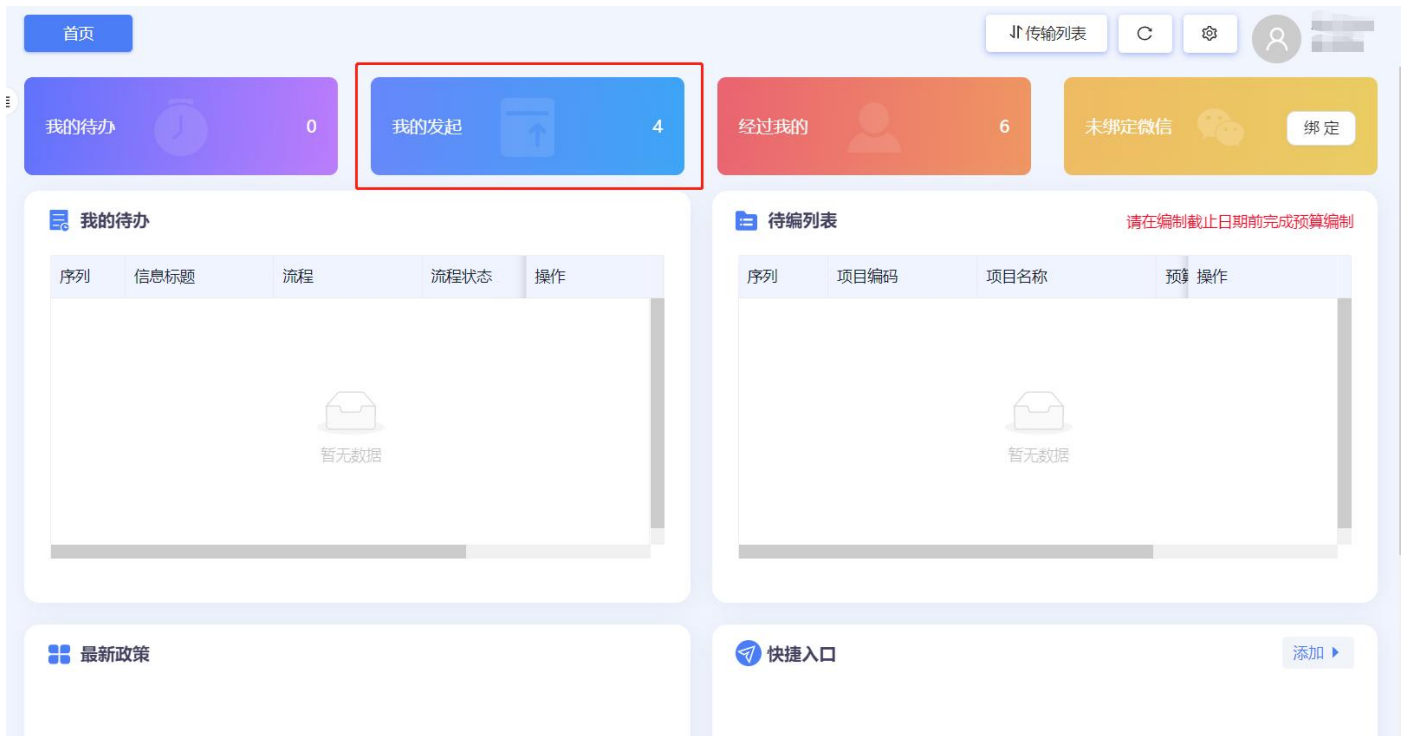 首页
传输列表
我的待办 0
我的发起 4
经过我的 6
未绑定微信 绑定
我的待办
序列 信息标题 流程 流程状态 操作
暂无数据
待编列表 请在编制截止日期前完成预算编制
序列 项目编码 项目名称 预 操作
暂无数据
最新政策
快捷入口 添加